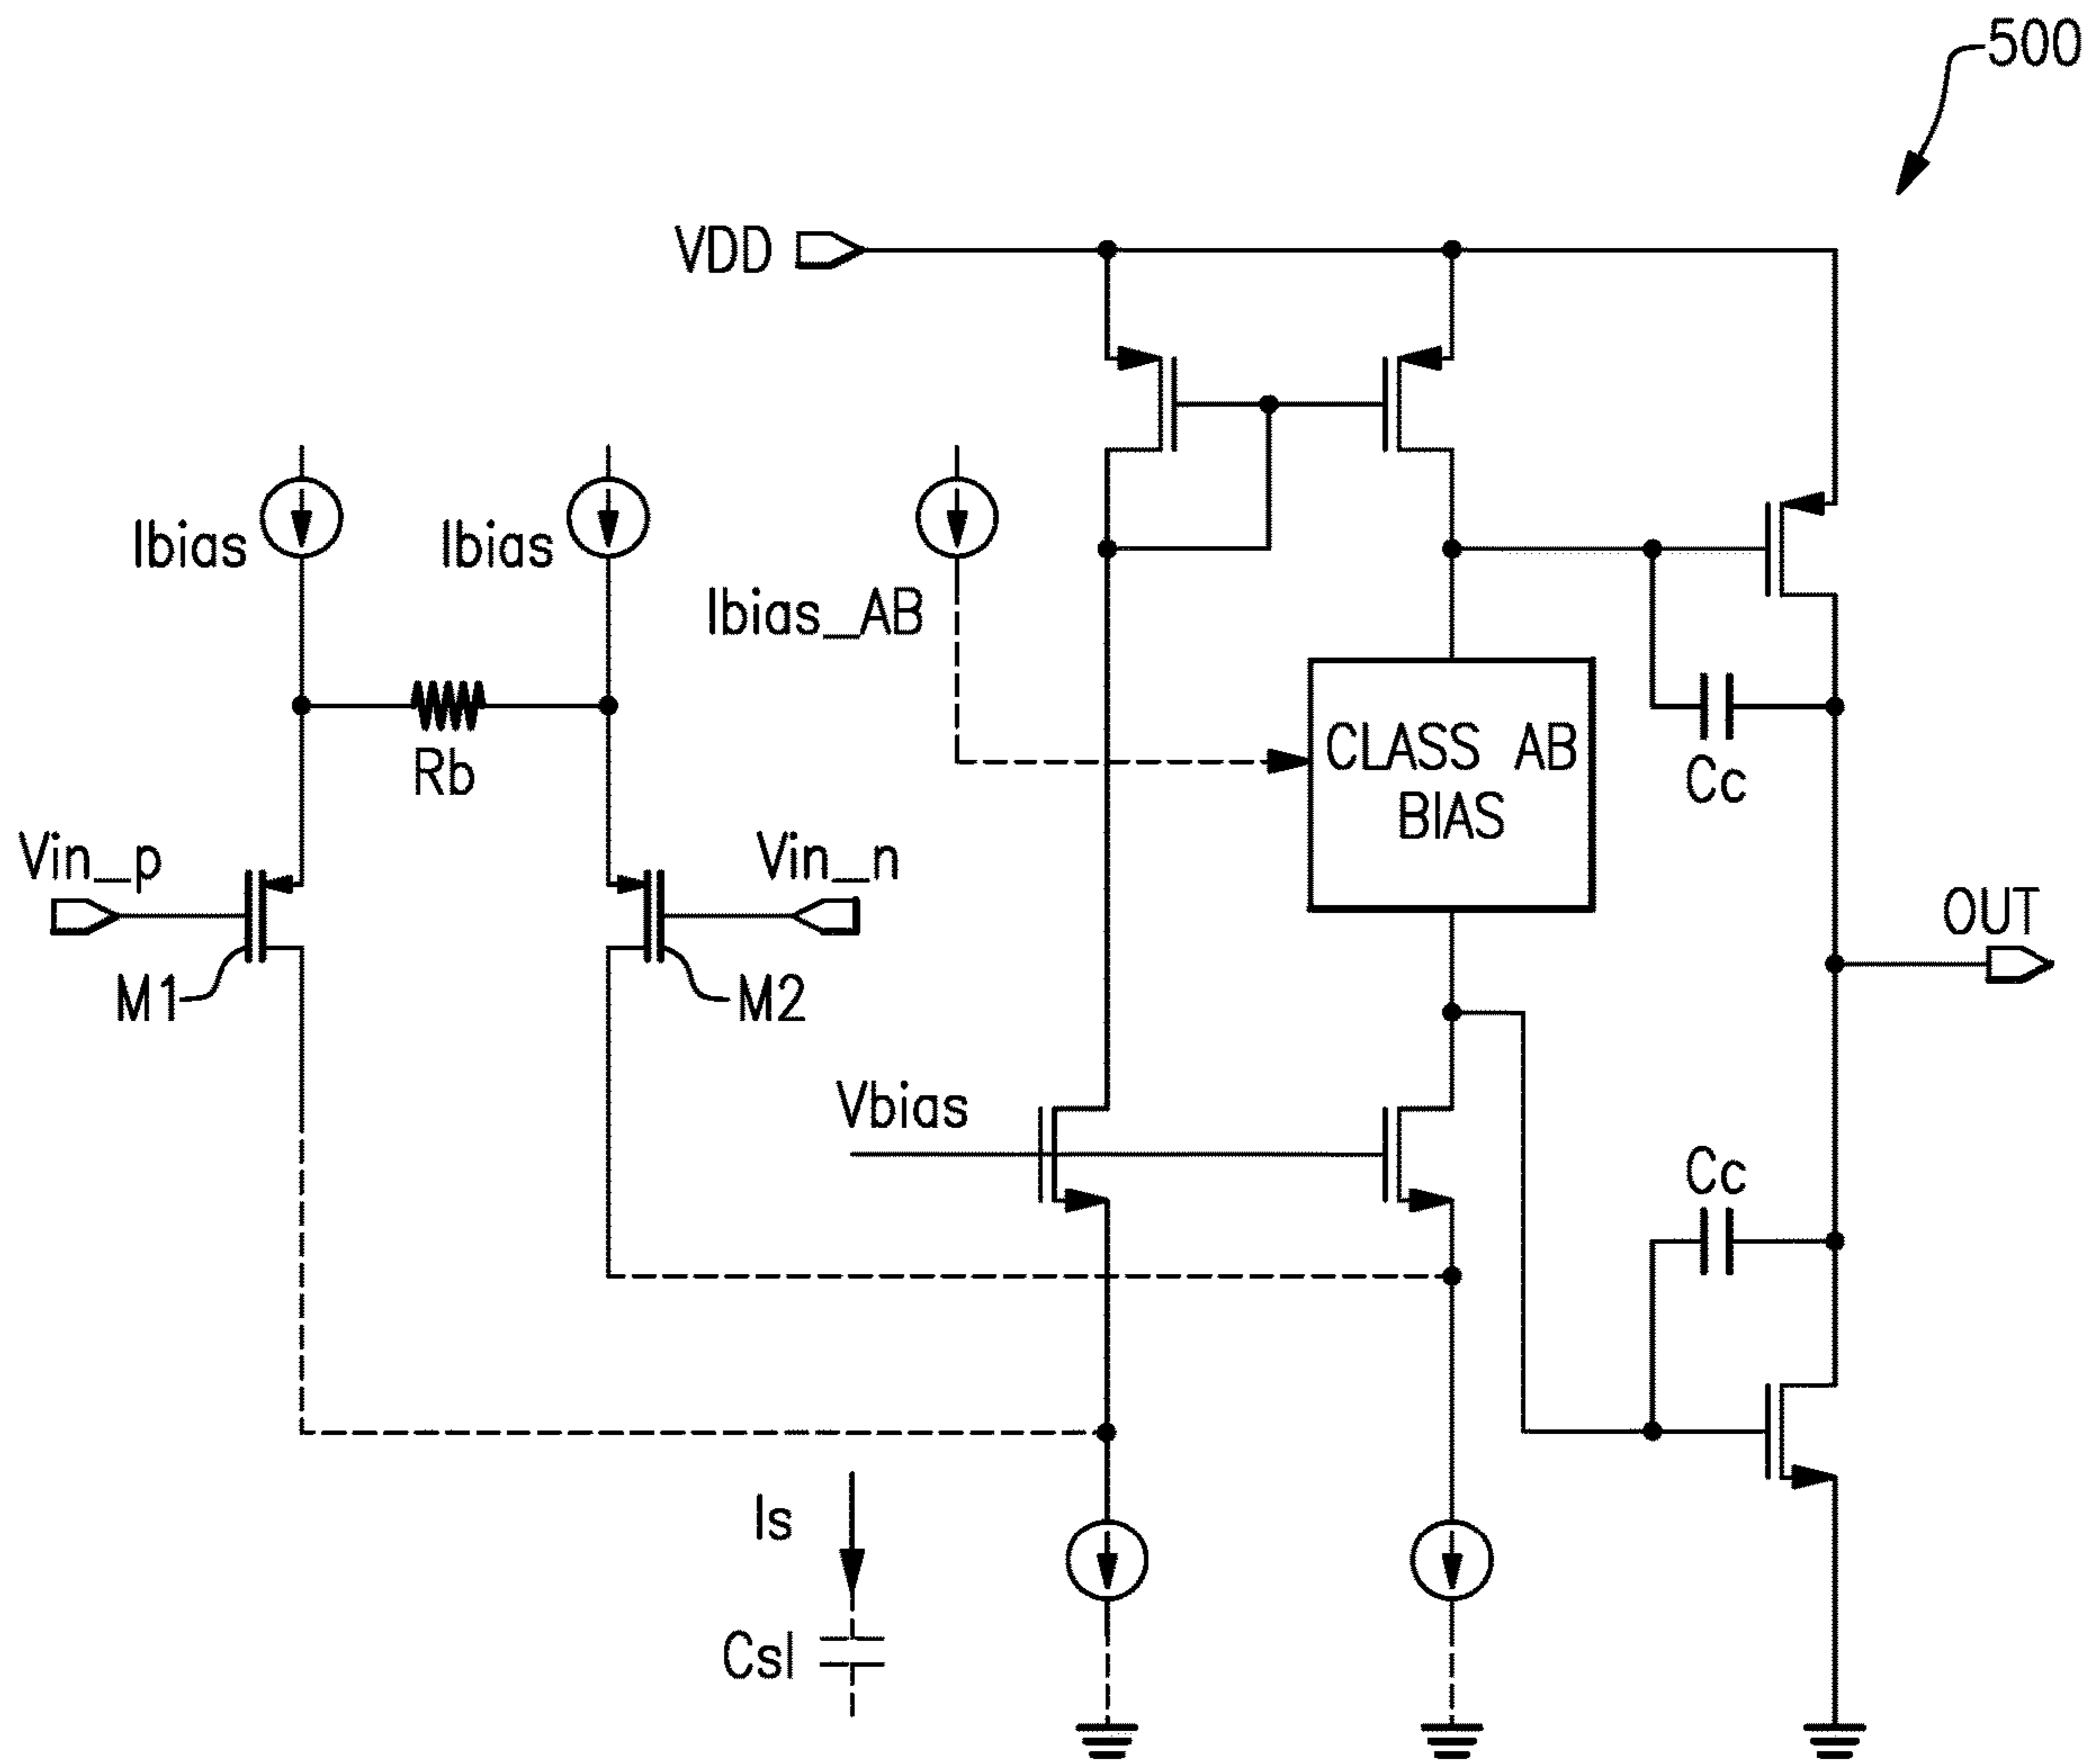 500
VDD
Ibias
Ibias
Ibias_AB
Rb
CLASS AB
BIAS
Cc
Vin_p
Vin_n
OUT
M1
M2
Vbias
Cc
Is
Csl